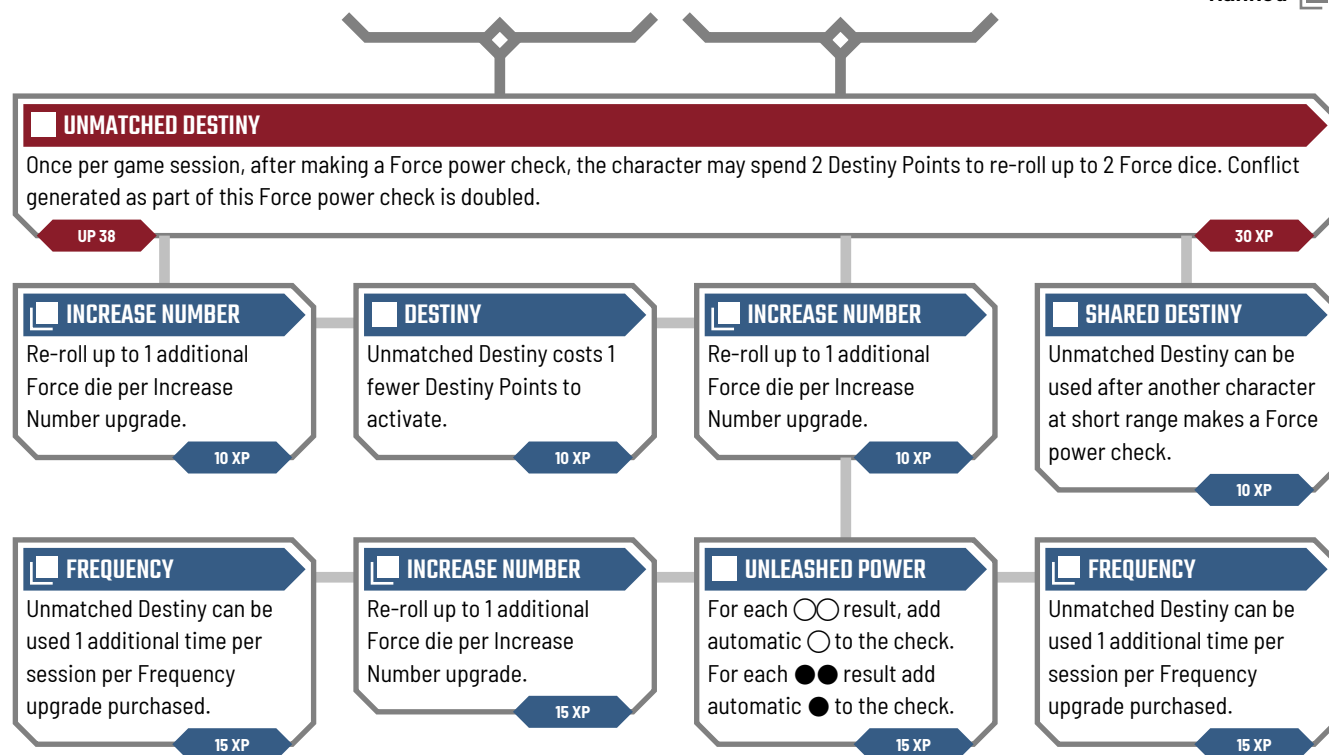 UNMATCHED DESTINY
Once per game session, after making a Force power check, the character may spend 2 Destiny Points to re-roll up to 2 Force dice. Conflict
generated as part of this Force power check is doubled.
UP 38
30 XP
INCREASE NUMBER
Re-roll up to 1 additional
Force die per Increase
Number upgrade.
10 XP
DESTINY
Unmatched Destiny costs 1
fewer Destiny Points to
activate.
10 XP
INCREASE NUMBER
Re-roll up to 1 additional
Force die per Increase
Number upgrade.
10 XP
SHARED DESTINY
Unmatched Destiny can be
used after another character
at short range makes a Force
power check.
10 XP
FREQUENCY
Unmatched Destiny can be
used 1 additional time per
session per Frequency
upgrade purchased.
15 XP
INCREASE NUMBER
Re-roll up to 1 additional
Force die per Increase
Number upgrade.
15 XP
UNLEASHED POWER
For each ○○ result, add
automatic ○ to the check.
For each ●● result add
automatic ● to the check.
15 XP
FREQUENCY
Unmatched Destiny can be
used 1 additional time per
session per Frequency
upgrade purchased.
15 XP